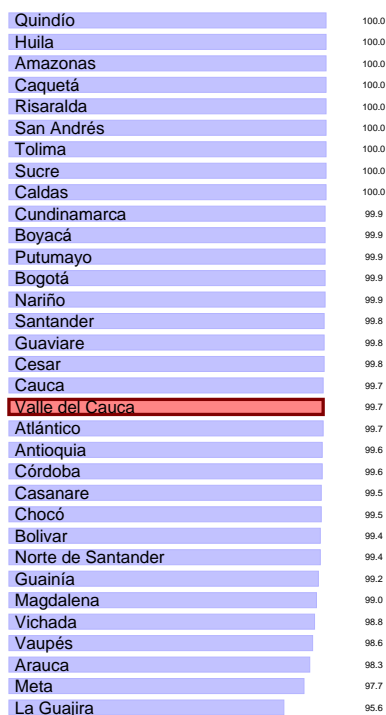 Quindío 100.0
Huila 100.0
Amazonas 100.0
Caquetá 100.0
Risaralda 100.0
San Andrés 100.0
Tolima 100.0
Sucre 100.0
Caldas 100.0
Cundinamarca 99.9
Boyacá 99.9
Putumayo 99.9
Bogotá 99.9
Nariño 99.9
Santander 99.8
Guaviare 99.8
Cesar 99.8
Cauca 99.7
Valle del Cauca 99.7
Atlántico 99.7
Antioquia 99.6
Córdoba 99.6
Casanare 99.5
Chocó 99.5
Bolivar 99.4
Norte de Santander 99.4
Guainía 99.2
Magdalena 99.0
Vichada 98.8
Vaupés 98.6
Arauca 98.3
Meta 97.7
La Guajira 95.6